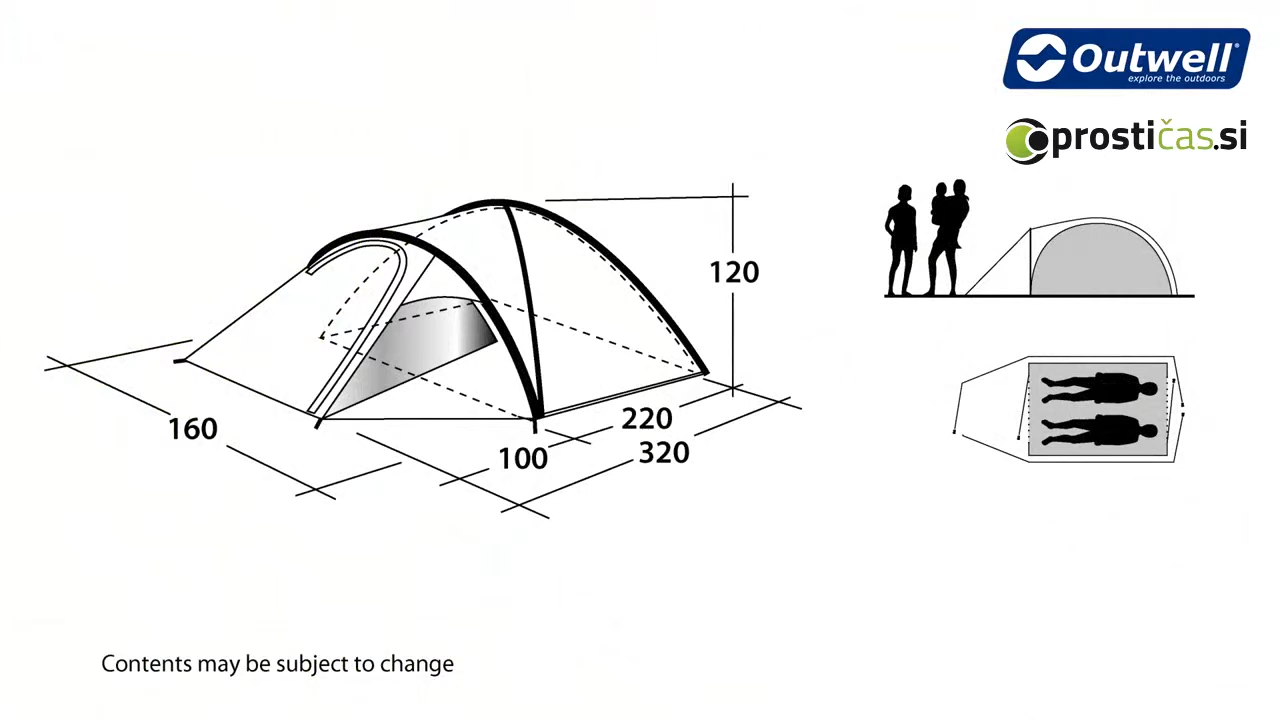 Outwell®
explore the outdoors
prostičas.si
120
160
220
100
320
Contents may be subject to change